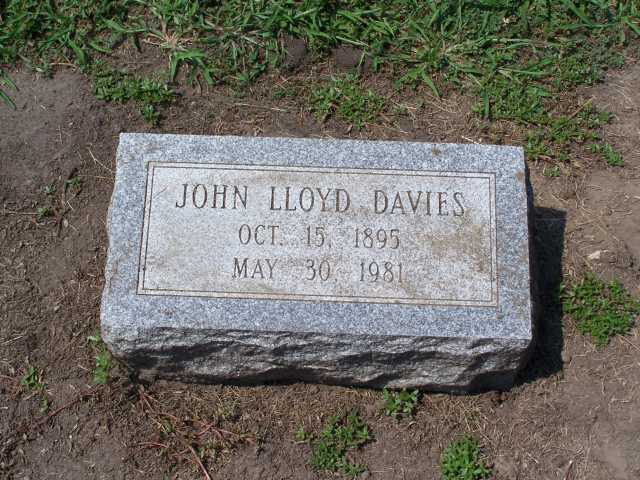 JOHN LLOYD DAVIES
OCT. 15, 1895
MAY 30, 1981